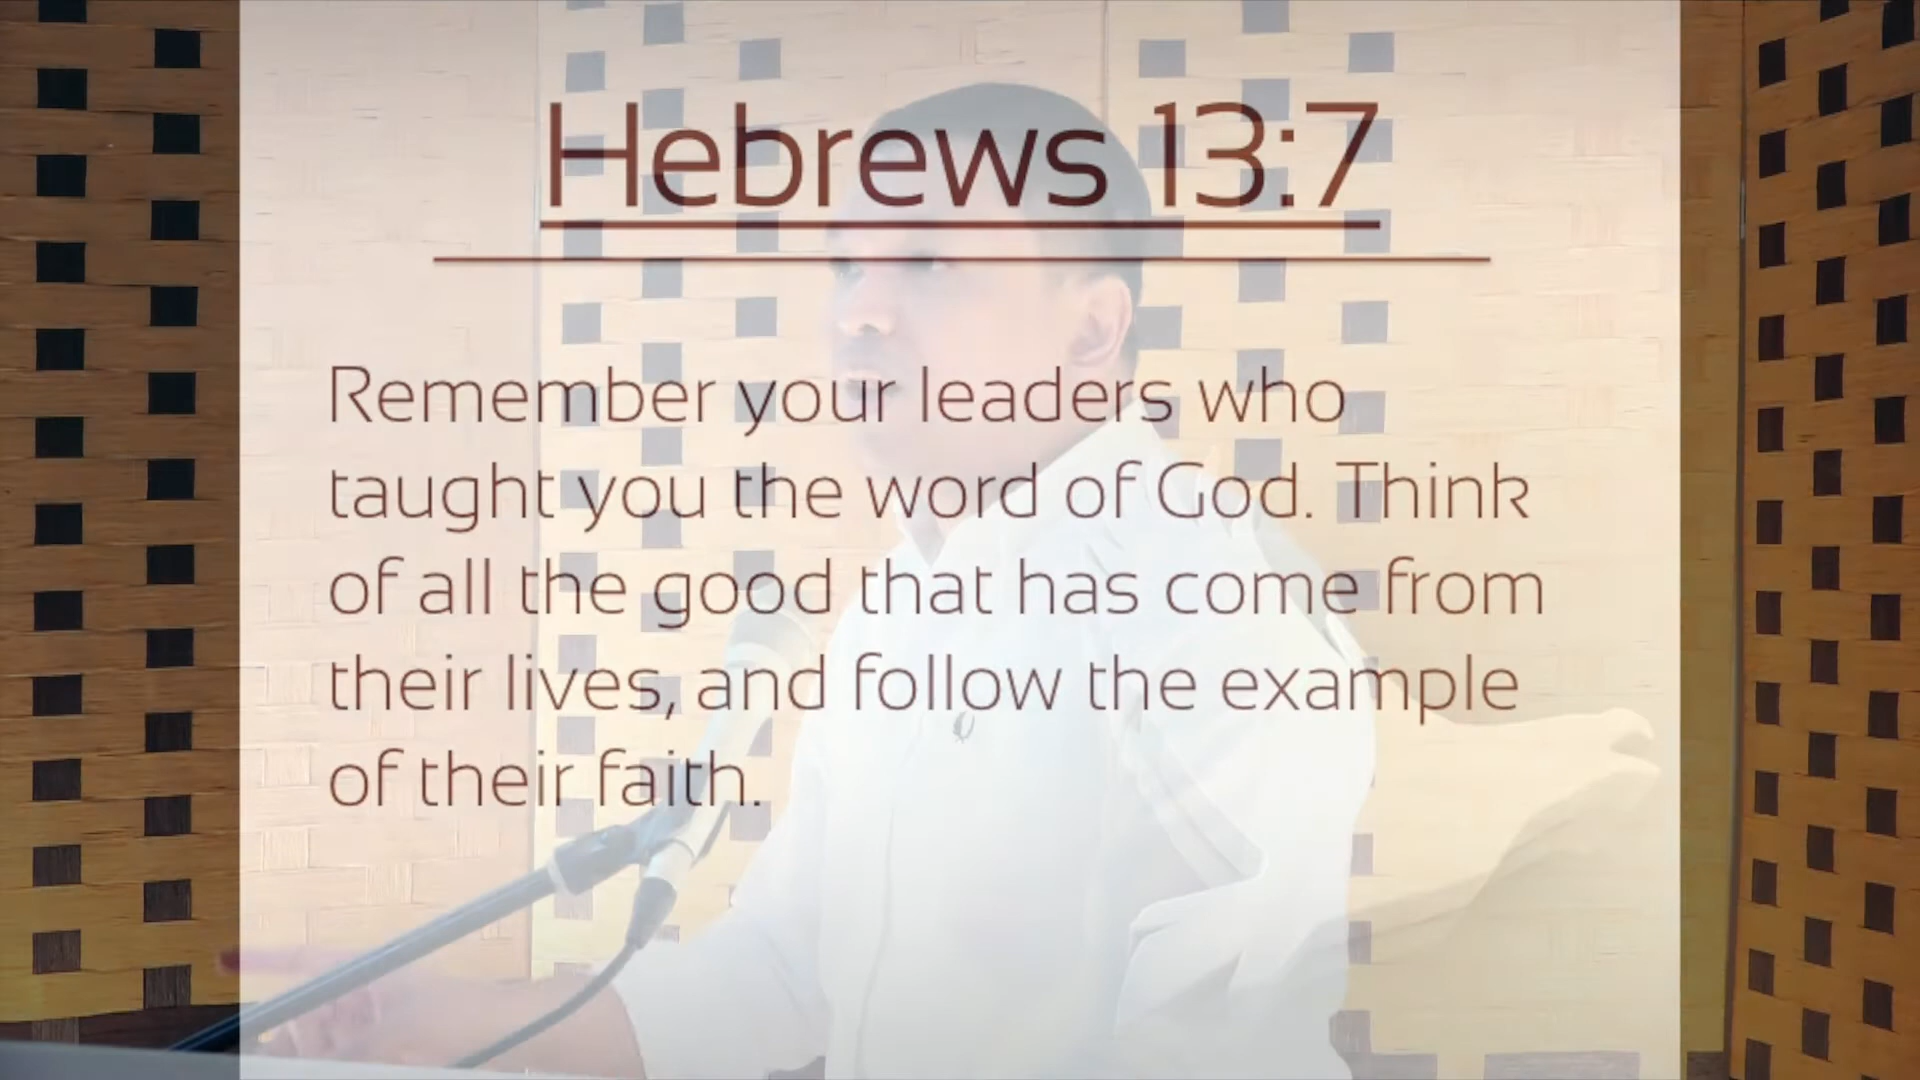 Hebrews 13:7
Remember your leaders who
taught you the word of God. Think
of all the good that has come from
their lives, and follow the example
of their faith.